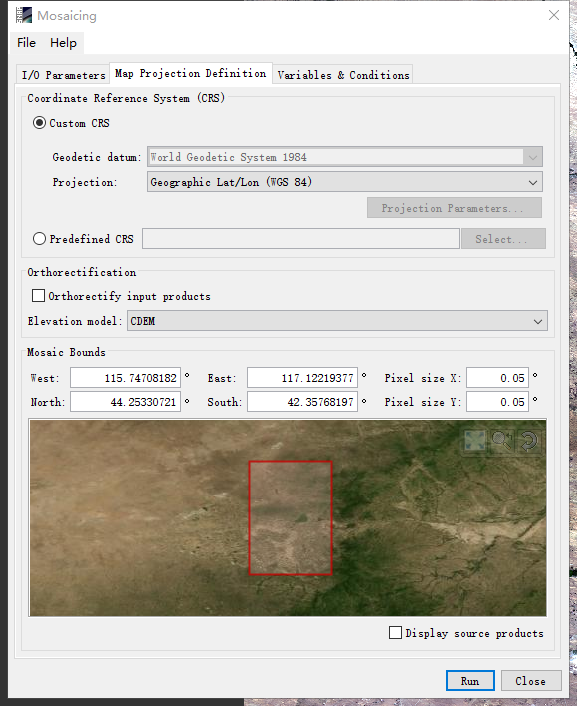 Mosaicing
File Help
I/O Parameters Map Projection Definition Variables & Conditions
Coordinate Reference System (CRS)
Custom CRS
Geodetic datum: World Geodetic System 1984
Projection: Geographic Lat/Lon (WGS 84)
Projection Parameters...
Predefined CRS Select...
Orthorectification
Orthorectify input products
Elevation model: CDEM
Mosaic Bounds
West: 115.74708182 ° East: 117.12219377 ° Pixel size X: 0.05 °
North: 44.25330721 ° South: 42.35768197 ° Pixel size Y: 0.05 °
Display source products
Run Close